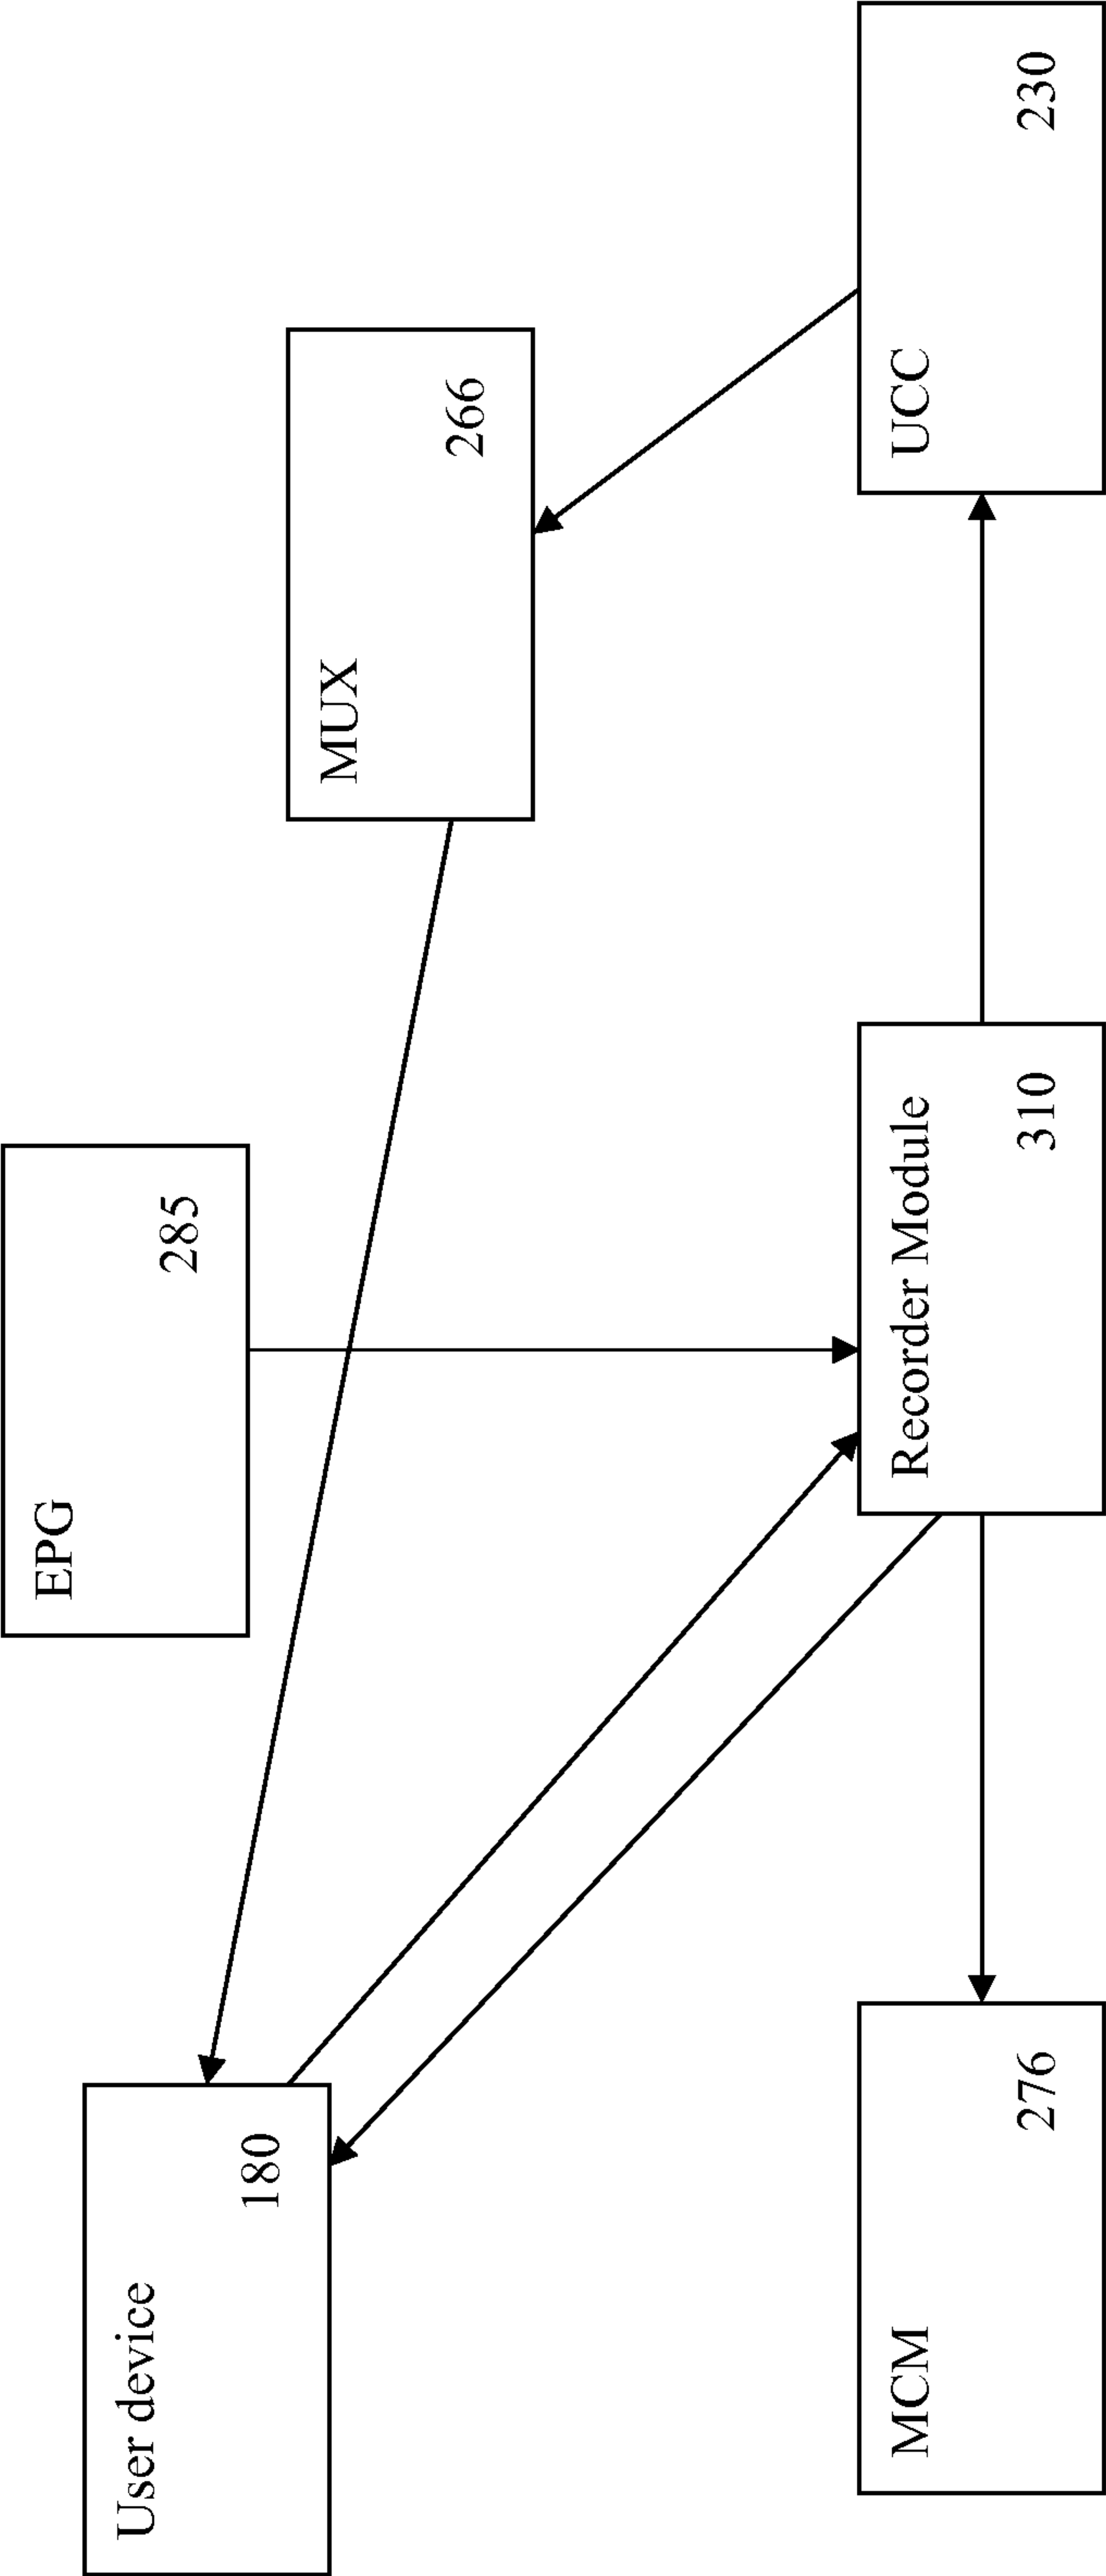 EPG
285
User device
180
MUX
266
MCM
276
Recorder Module
310
UCC
230